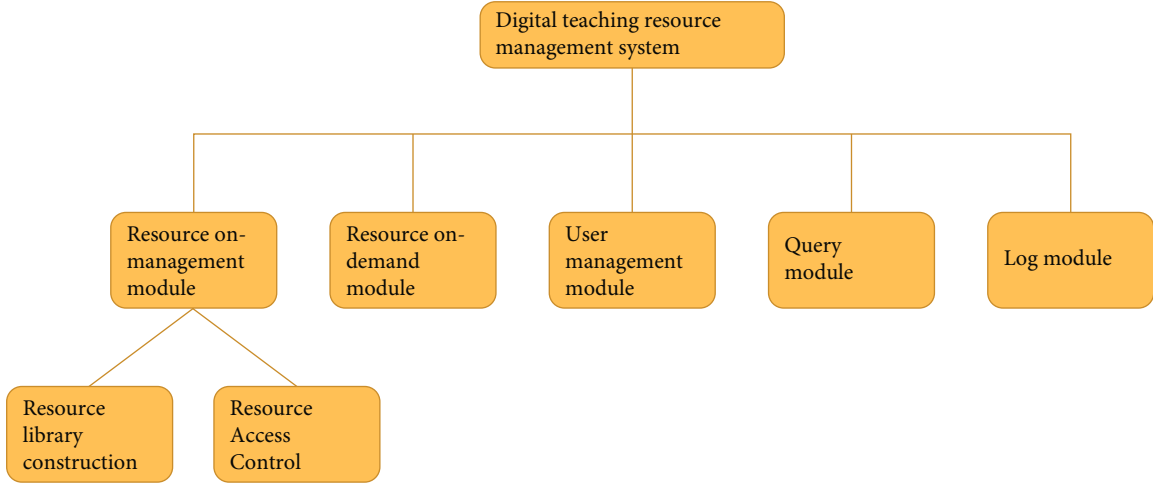 Digital teaching resource
management system
Resource on-
management
module
Resource on-
demand
module
User
management
module
Query
module
Log module
Resource
library
construction
Resource
Access
Control